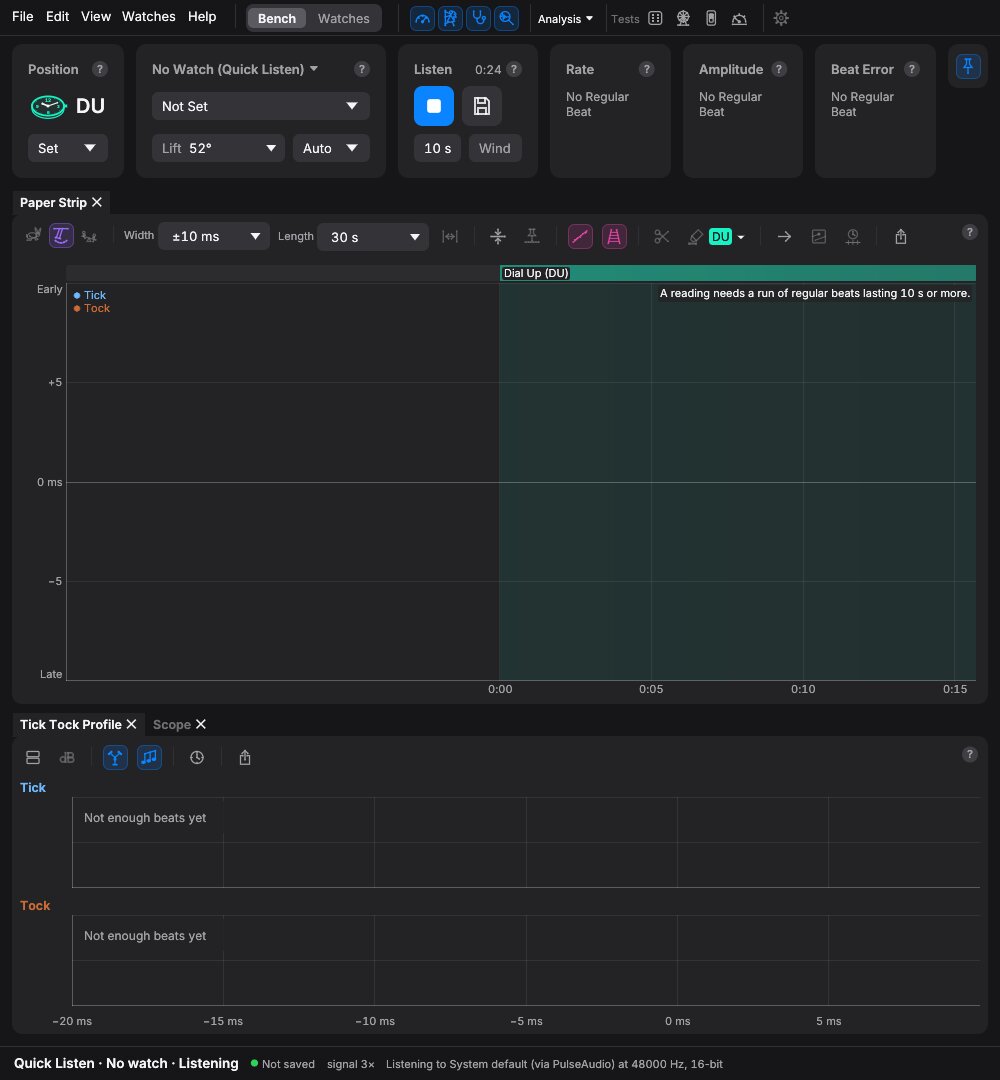 File Edit View Watches Help Bench Watches Analysis Tests
Position ?
DU
Set
No Watch (Quick Listen) ?
Not Set
Lift 52° Auto
Listen 0:24 ?
10 s Wind
Rate ?
No Regular
Beat
Amplitude ?
No Regular
Beat
Beat Error ?
No Regular
Beat
Paper Strip
Width ±10 ms Length 30 s DU ?
Dial Up (DU)
Early
Tick
Tock
A reading needs a run of regular beats lasting 10 s or more.
+5
0 ms
−5
Late
0:00 0:05 0:10 0:15
Tick Tock Profile Scope
dB ?
Tick
Not enough beats yet
Tock
Not enough beats yet
−20 ms −15 ms −10 ms −5 ms 0 ms 5 ms
Quick Listen · No watch · Listening Not saved signal 3× Listening to System default (via PulseAudio) at 48000 Hz, 16-bit